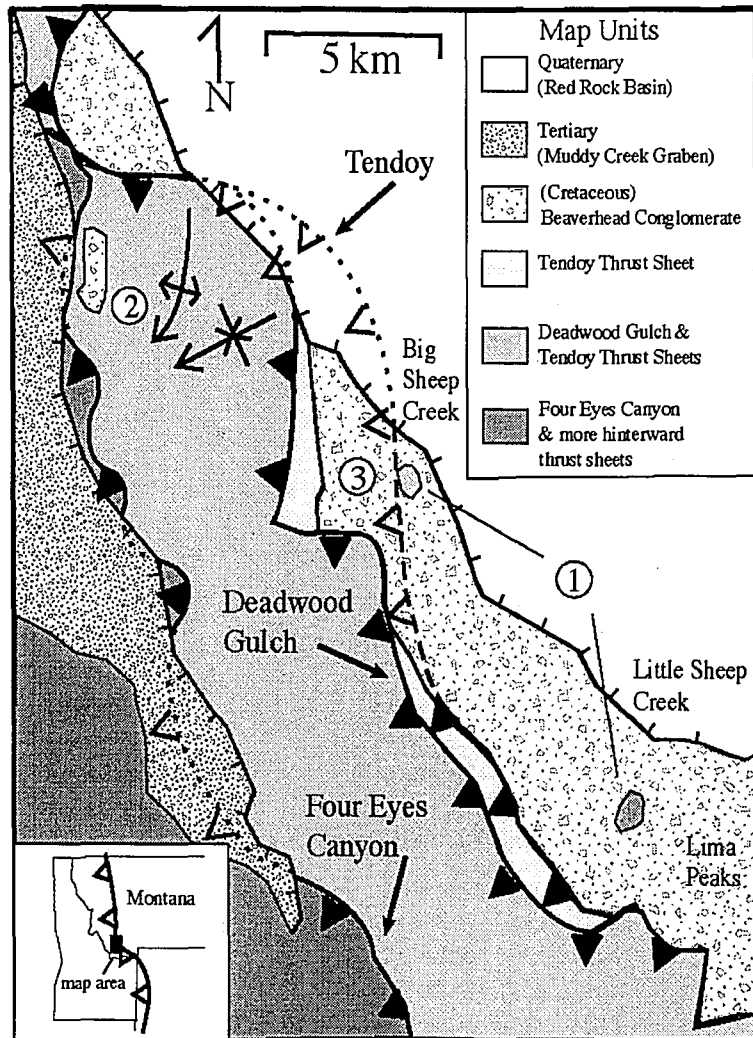 5 km
N
Tendoy
Map Units
Quaternary
(Red Rock Basin)
Tertiary
(Muddy Creek Graben)
(Cretaceous)
Beaverhead Conglomerate
Tendoy Thrust Sheet
Deadwood Gulch &
Tendoy Thrust Sheets
Four Eyes Canyon
& more hinterward
thrust sheets
2
Big
Sheep
Creek
3
1
Deadwood
Gulch
Little Sheep
Creek
Four Eyes
Canyon
Lima
Peaks
Montana
map area